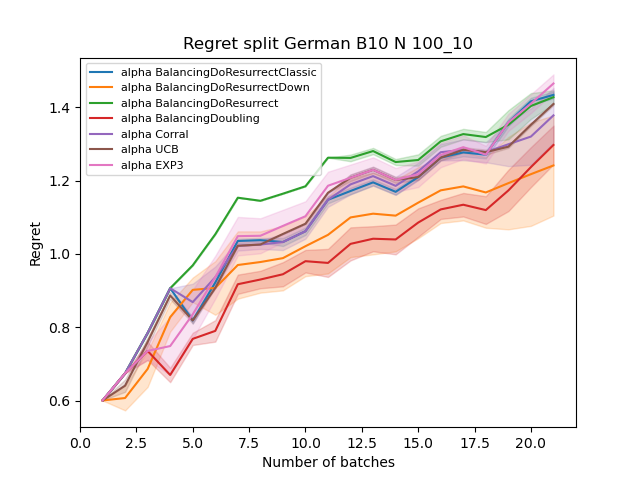 Regret split German B10 N 100_10
alpha BalancingDoResurrectClassic
alpha BalancingDoResurrectDown
alpha BalancingDoResurrect
alpha BalancingDoubling
alpha Corral
alpha UCB
alpha EXP3
Regret
1.4
1.2
1.0
0.8
0.6
0.0 2.5 5.0 7.5 10.0 12.5 15.0 17.5 20.0
Number of batches